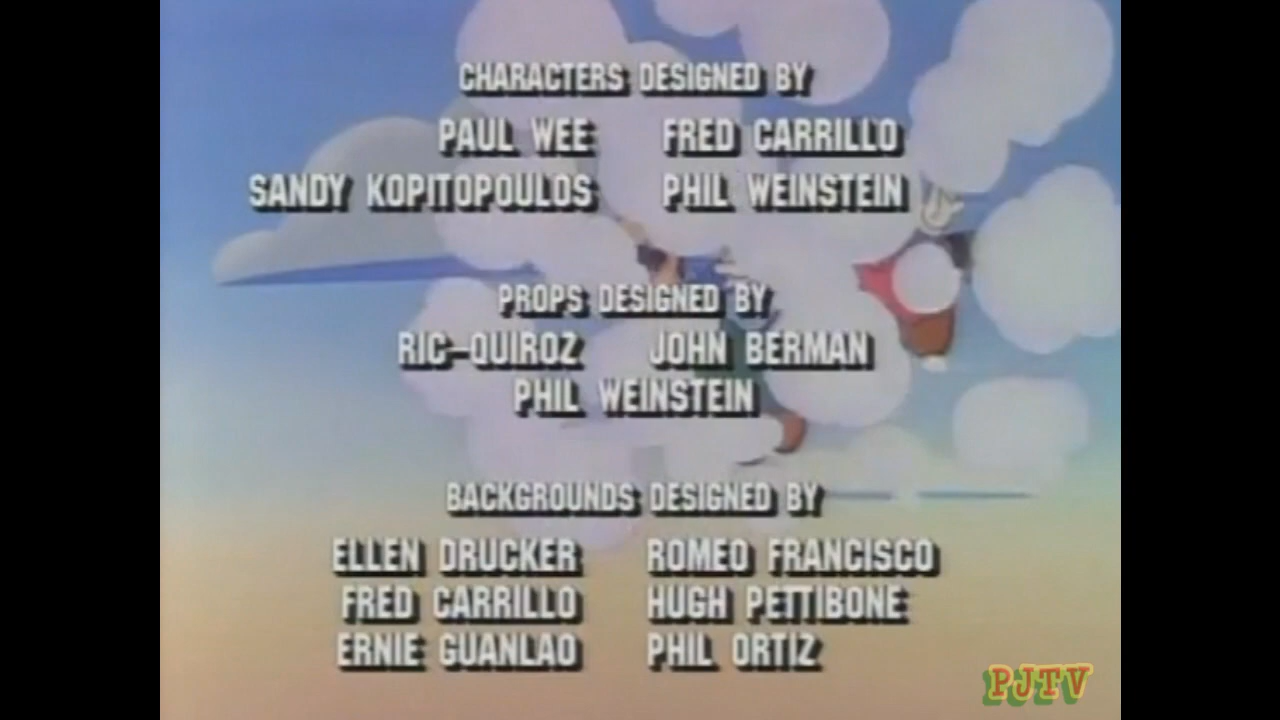 CHARACTERS DESIGNED BY
PAUL WEE FRED CARRILLO
SANDY KOPITOPOULOS PHIL WEINSTEIN
PROPS DESIGNED BY
RIC-QUIROZ JOHN BERMAN
PHIL WEINSTEIN
BACKGROUNDS DESIGNED BY
ELLEN DRUCKER ROMEO FRANCISCO
FRED CARRILLO HUGH PETTIBONE
ERNIE GUANLAO PHIL ORTIZ
PJTV